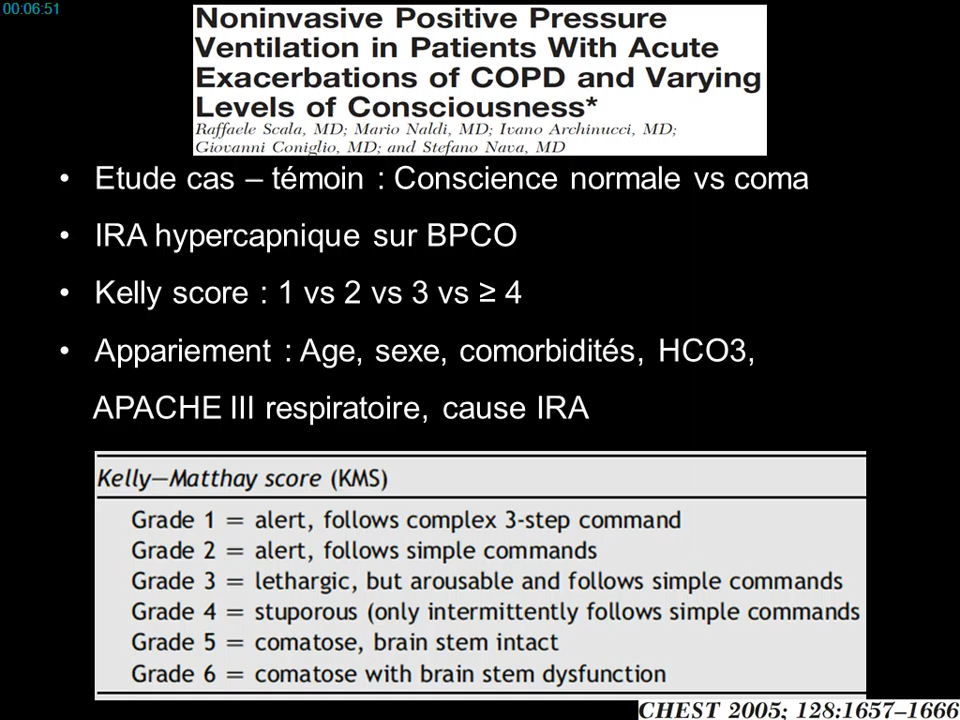 00:06:51
Noninvasive Positive Pressure
Ventilation in Patients With Acute
Exacerbations of COPD and Varying
Levels of Consciousness*
Raffaele Scala, MD; Mario Naldi, MD; Ivano Archinucci, MD;
Giovanni Coniglio, MD; and Stefano Nava, MD
• Etude cas – témoin : Conscience normale vs coma
• IRA hypercapnique sur BPCO
• Kelly score : 1 vs 2 vs 3 vs ≥ 4
• Appariement : Age, sexe, comorbidités, HCO3,
APACHE III respiratoire, cause IRA
Kelly—Matthay score (KMS)
Grade 1 = alert, follows complex 3-step command
Grade 2 = alert, follows simple commands
Grade 3 = lethargic, but arousable and follows simple commands
Grade 4 = stuporous (only intermittently follows simple commands
Grade 5 = comatose, brain stem intact
Grade 6 = comatose with brain stem dysfunction
CHEST 2005; 128:1657–1666